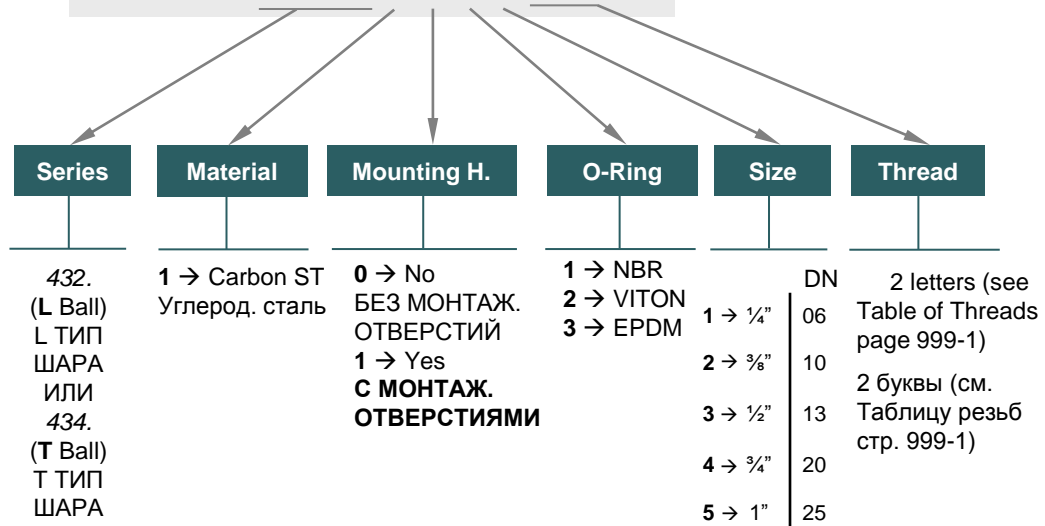 Series
Material
Mounting H.
O-Ring
Size
Thread
432.
(L Ball)
L ТИП
ШАРА
ИЛИ
434.
(T Ball)
Т ТИП
ШАРА
1 → Carbon ST
Углерод. сталь
0 → No
БЕЗ МОНТАЖ.
ОТВЕРСТИЙ
1 → Yes
С МОНТАЖ.
ОТВЕРСТИЯМИ
1 → NBR
2 → VITON
3 → EPDM
DN
1 → ¼” 06
2 → ⅜” 10
3 → ½” 13
4 → ¾” 20
5 → 1” 25
2 letters (see
Table of Threads
page 999-1)
2 буквы (см.
Таблицу резьб
стр. 999-1)